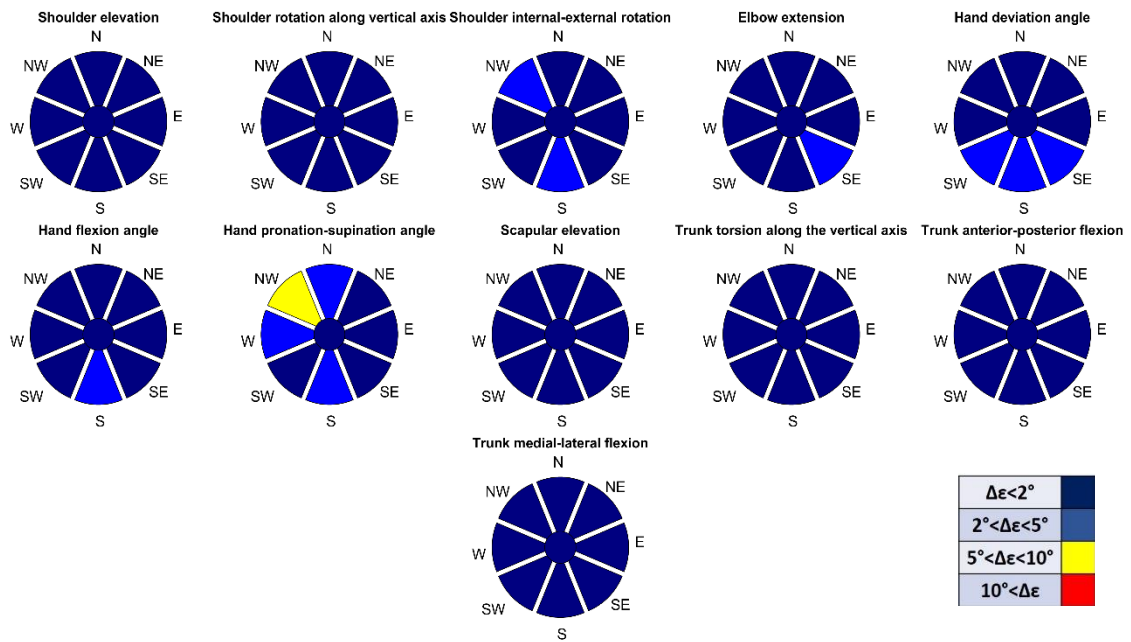 Shoulder elevation
N
NW
NE
W
E
SW
SE
S
Shoulder rotation along vertical axis
N
NW
NE
W
E
SW
SE
S
Shoulder internal-external rotation
N
NW
NE
W
E
SW
SE
S
Elbow extension
N
NW
NE
W
E
SW
SE
S
Hand deviation angle
N
NW
NE
W
E
SW
SE
S
Hand flexion angle
N
NW
NE
W
E
SW
SE
S
Hand pronation-supination angle
N
NW
NE
W
E
SW
SE
S
Scapular elevation
N
NW
NE
W
E
SW
SE
S
Trunk torsion along the vertical axis
N
NW
NE
W
E
SW
SE
S
Trunk anterior-posterior flexion
N
NW
NE
W
E
SW
SE
S
Trunk medial-lateral flexion
N
NW
NE
W
E
SW
SE
S
Δε<2°
2°<Δε<5°
5°<Δε<10°
10°<Δε